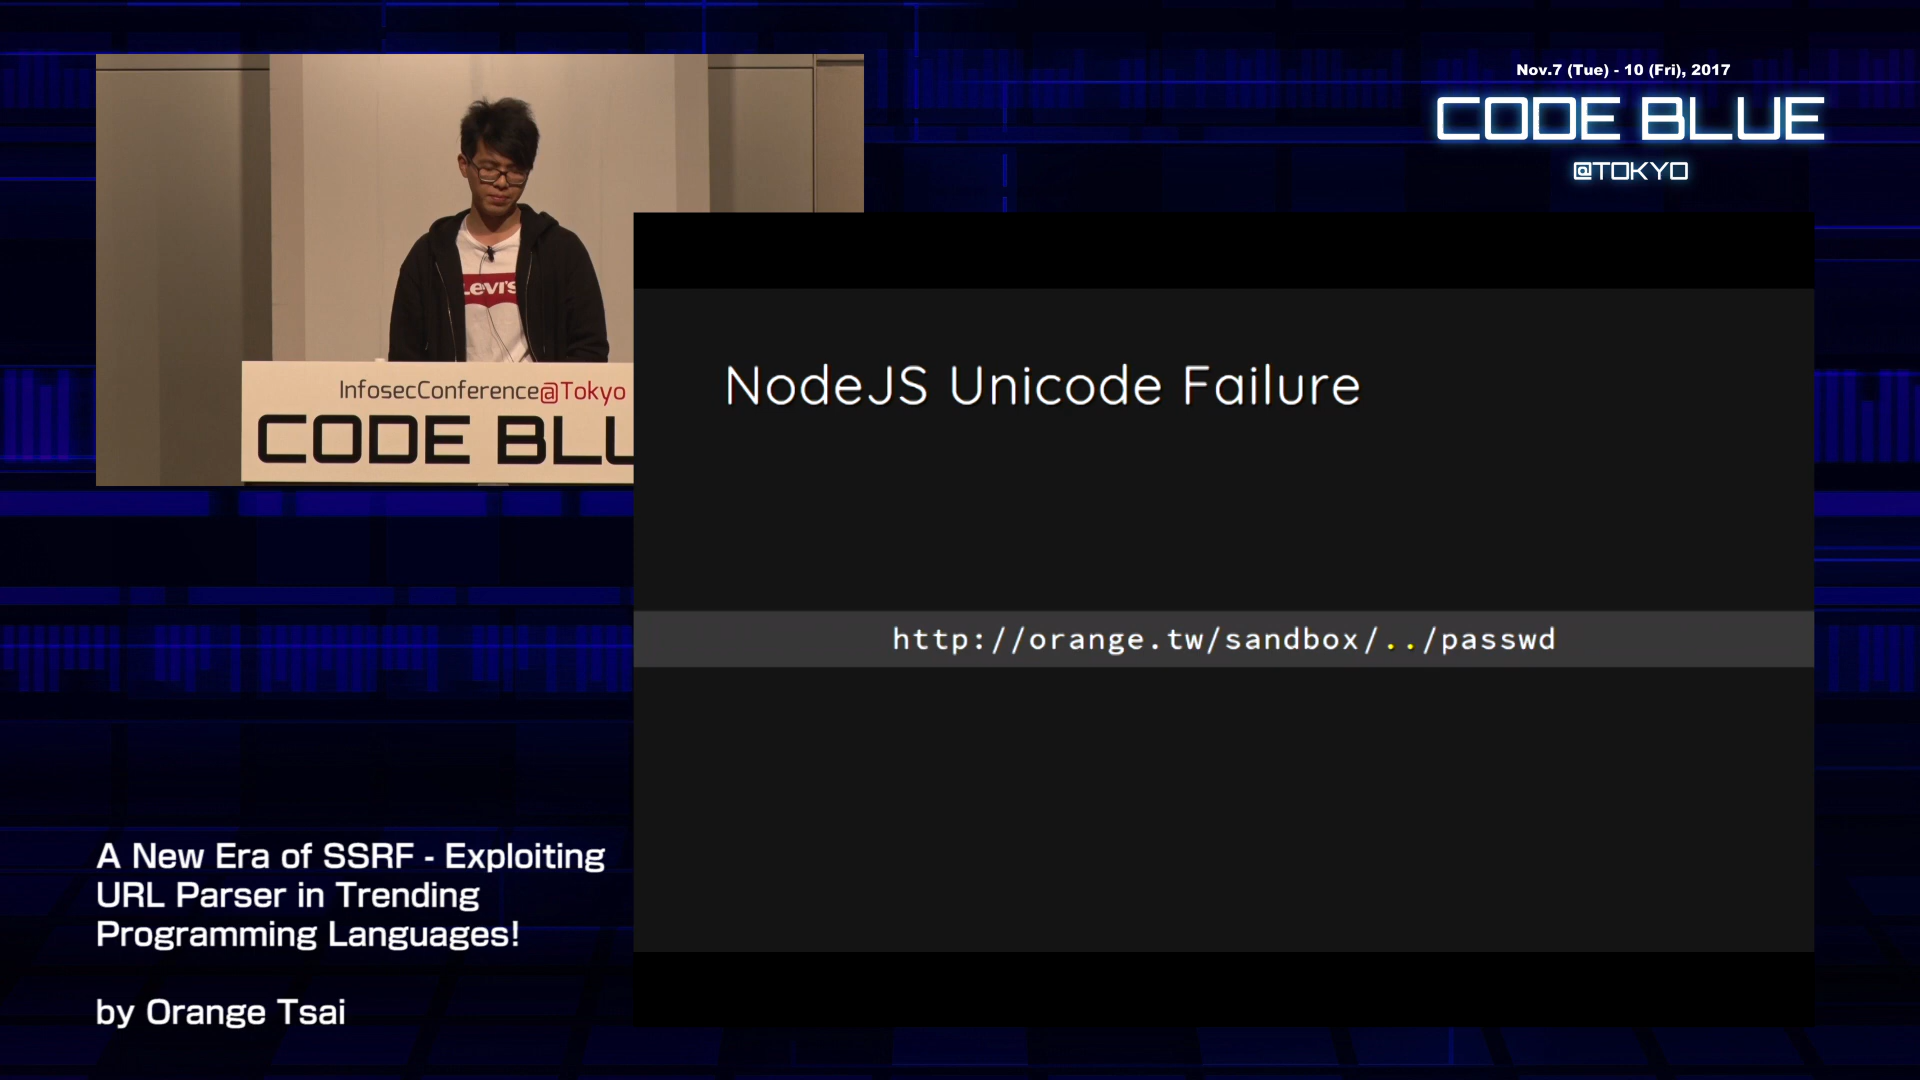 Nov.7 (Tue) - 10 (Fri), 2017
CODE BLUE
@TOKYO
Levi's
InfosecConference@Tokyo
CODE BLU
NodeJS Unicode Failure
http://orange.tw/sandbox/../passwd
A New Era of SSRF - Exploiting
URL Parser in Trending
Programming Languages!
by Orange Tsai